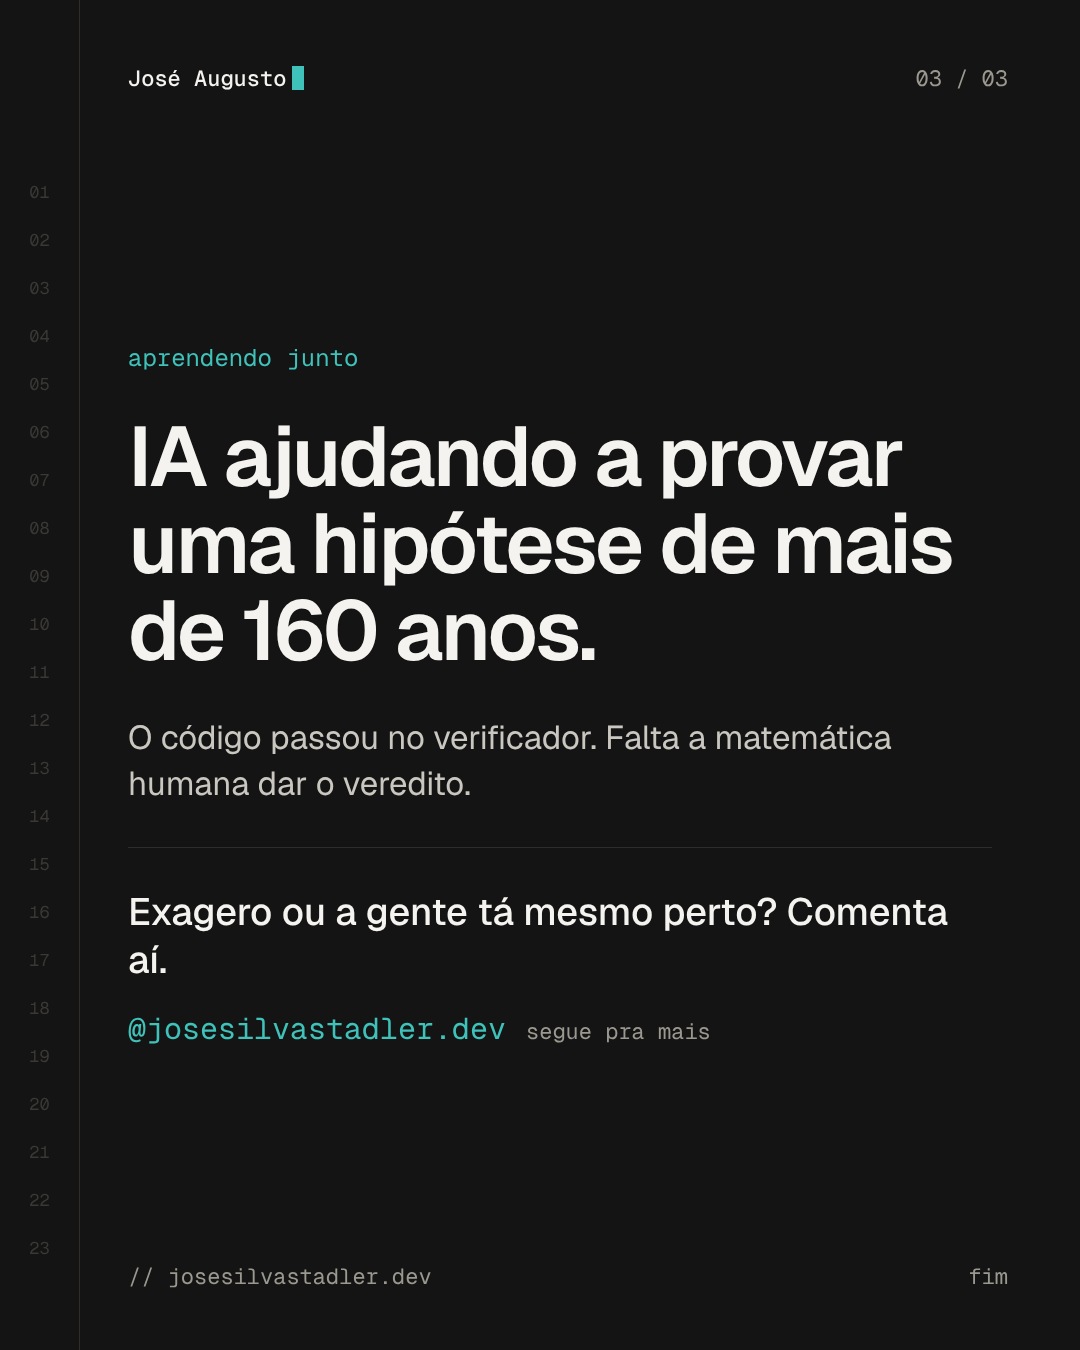 José Augusto
03 / 03
01
02
03
04
05
06
07
08
09
10
11
12
13
14
15
16
17
18
19
20
21
22
23
aprendendo junto
IA ajudando a provar
uma hipótese de mais
de 160 anos.
O código passou no verificador. Falta a matemática
humana dar o veredito.
Exagero ou a gente tá mesmo perto? Comenta
aí.
@josesilvastadler.dev segue pra mais
// josesilvastadler.dev
fim